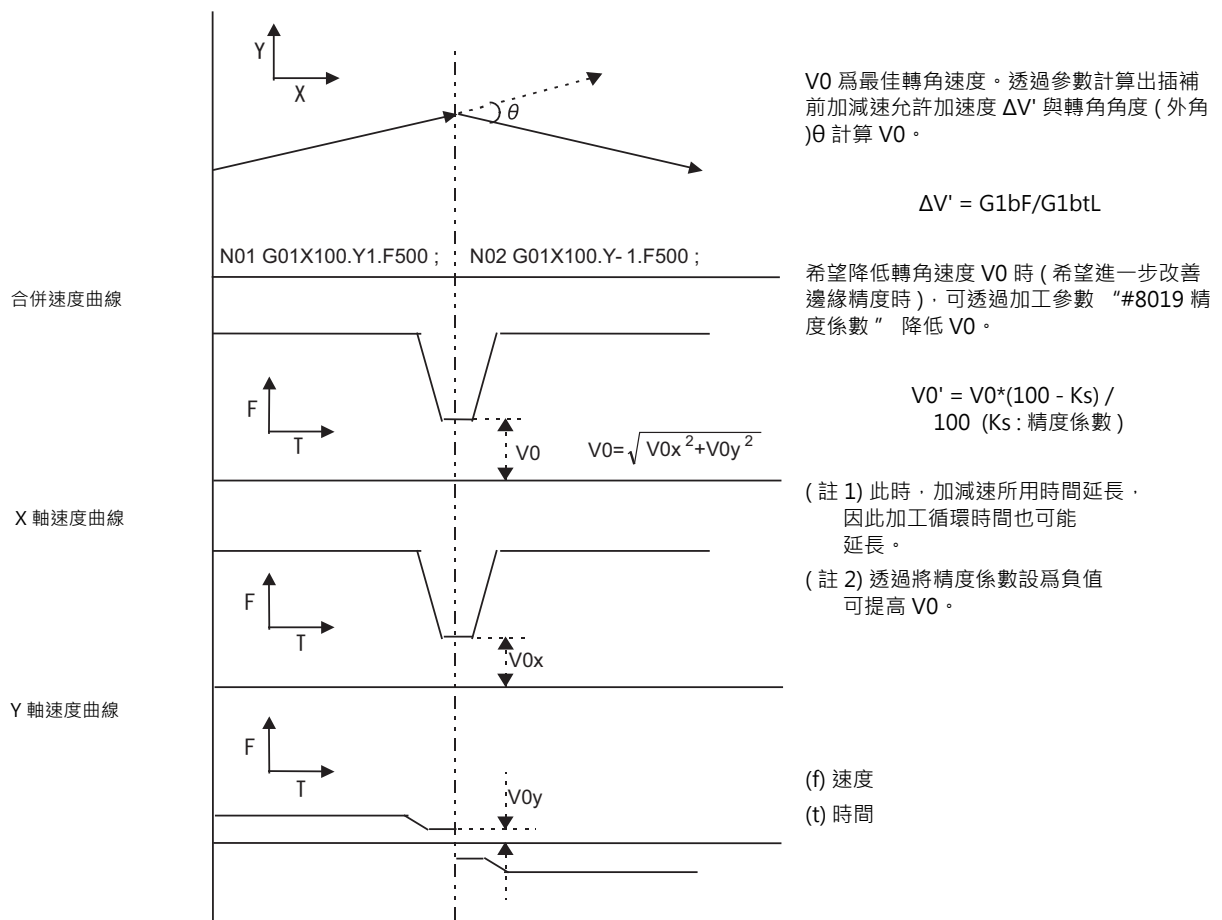 Y
X
θ
N01 G01X100.Y1.F500 ;
N02 G01X100.Y- 1.F500 ;
合併速度曲線
F
T
V0
V0=√V0x²+V0y²
X 軸速度曲線
F
T
V0x
Y 軸速度曲線
F
T
V0y
V0 爲最佳轉角速度。透過參數計算出插補
前加減速允許加速度 ΔV' 與轉角角度 ( 外角
)θ 計算 V0。
ΔV' = G1bF/G1btL
希望降低轉角速度 V0 時 ( 希望進一步改善
邊緣精度時 )，可透過加工參數 “#8019 精
度係數 ” 降低 V0。
V0' = V0*(100 - Ks) /
100 (Ks : 精度係數 )
( 註 1) 此時，加減速所用時間延長，
因此加工循環時間也可能
延長。
( 註 2) 透過將精度係數設爲負值
可提高 V0。
(f) 速度
(t) 時間